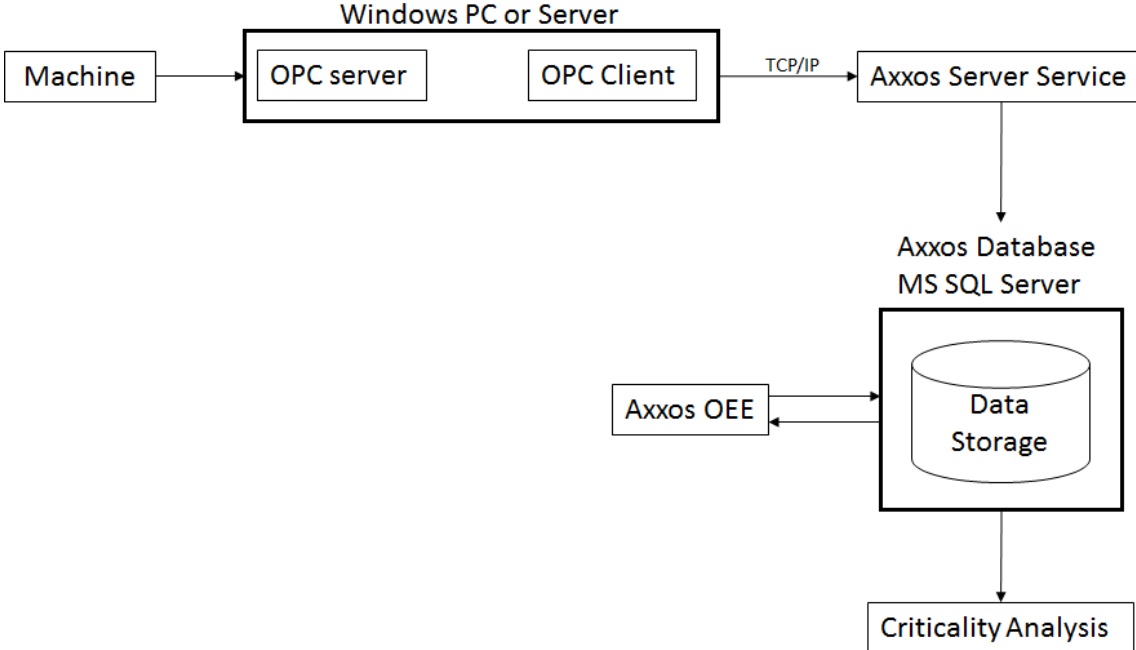 Windows PC or Server
Machine
OPC server
OPC Client
TCP/IP
Axxos Server Service
Axxos Database
MS SQL Server
Axxos OEE
Data
Storage
Criticality Analysis